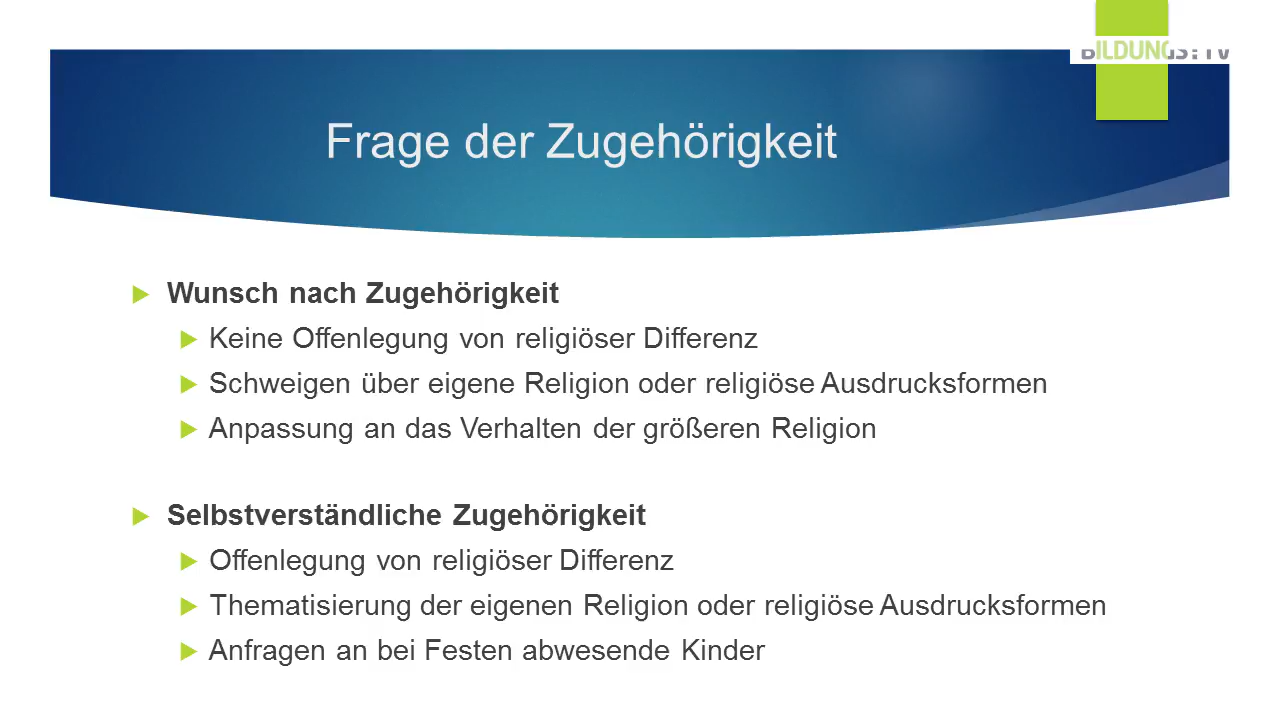 BILDUNGS:TV
Frage der Zugehörigkeit
Wunsch nach Zugehörigkeit
Keine Offenlegung von religiöser Differenz
Schweigen über eigene Religion oder religiöse Ausdrucksformen
Anpassung an das Verhalten der größeren Religion
Selbstverständliche Zugehörigkeit
Offenlegung von religiöser Differenz
Thematisierung der eigenen Religion oder religiöse Ausdrucksformen
Anfragen an bei Festen abwesende Kinder